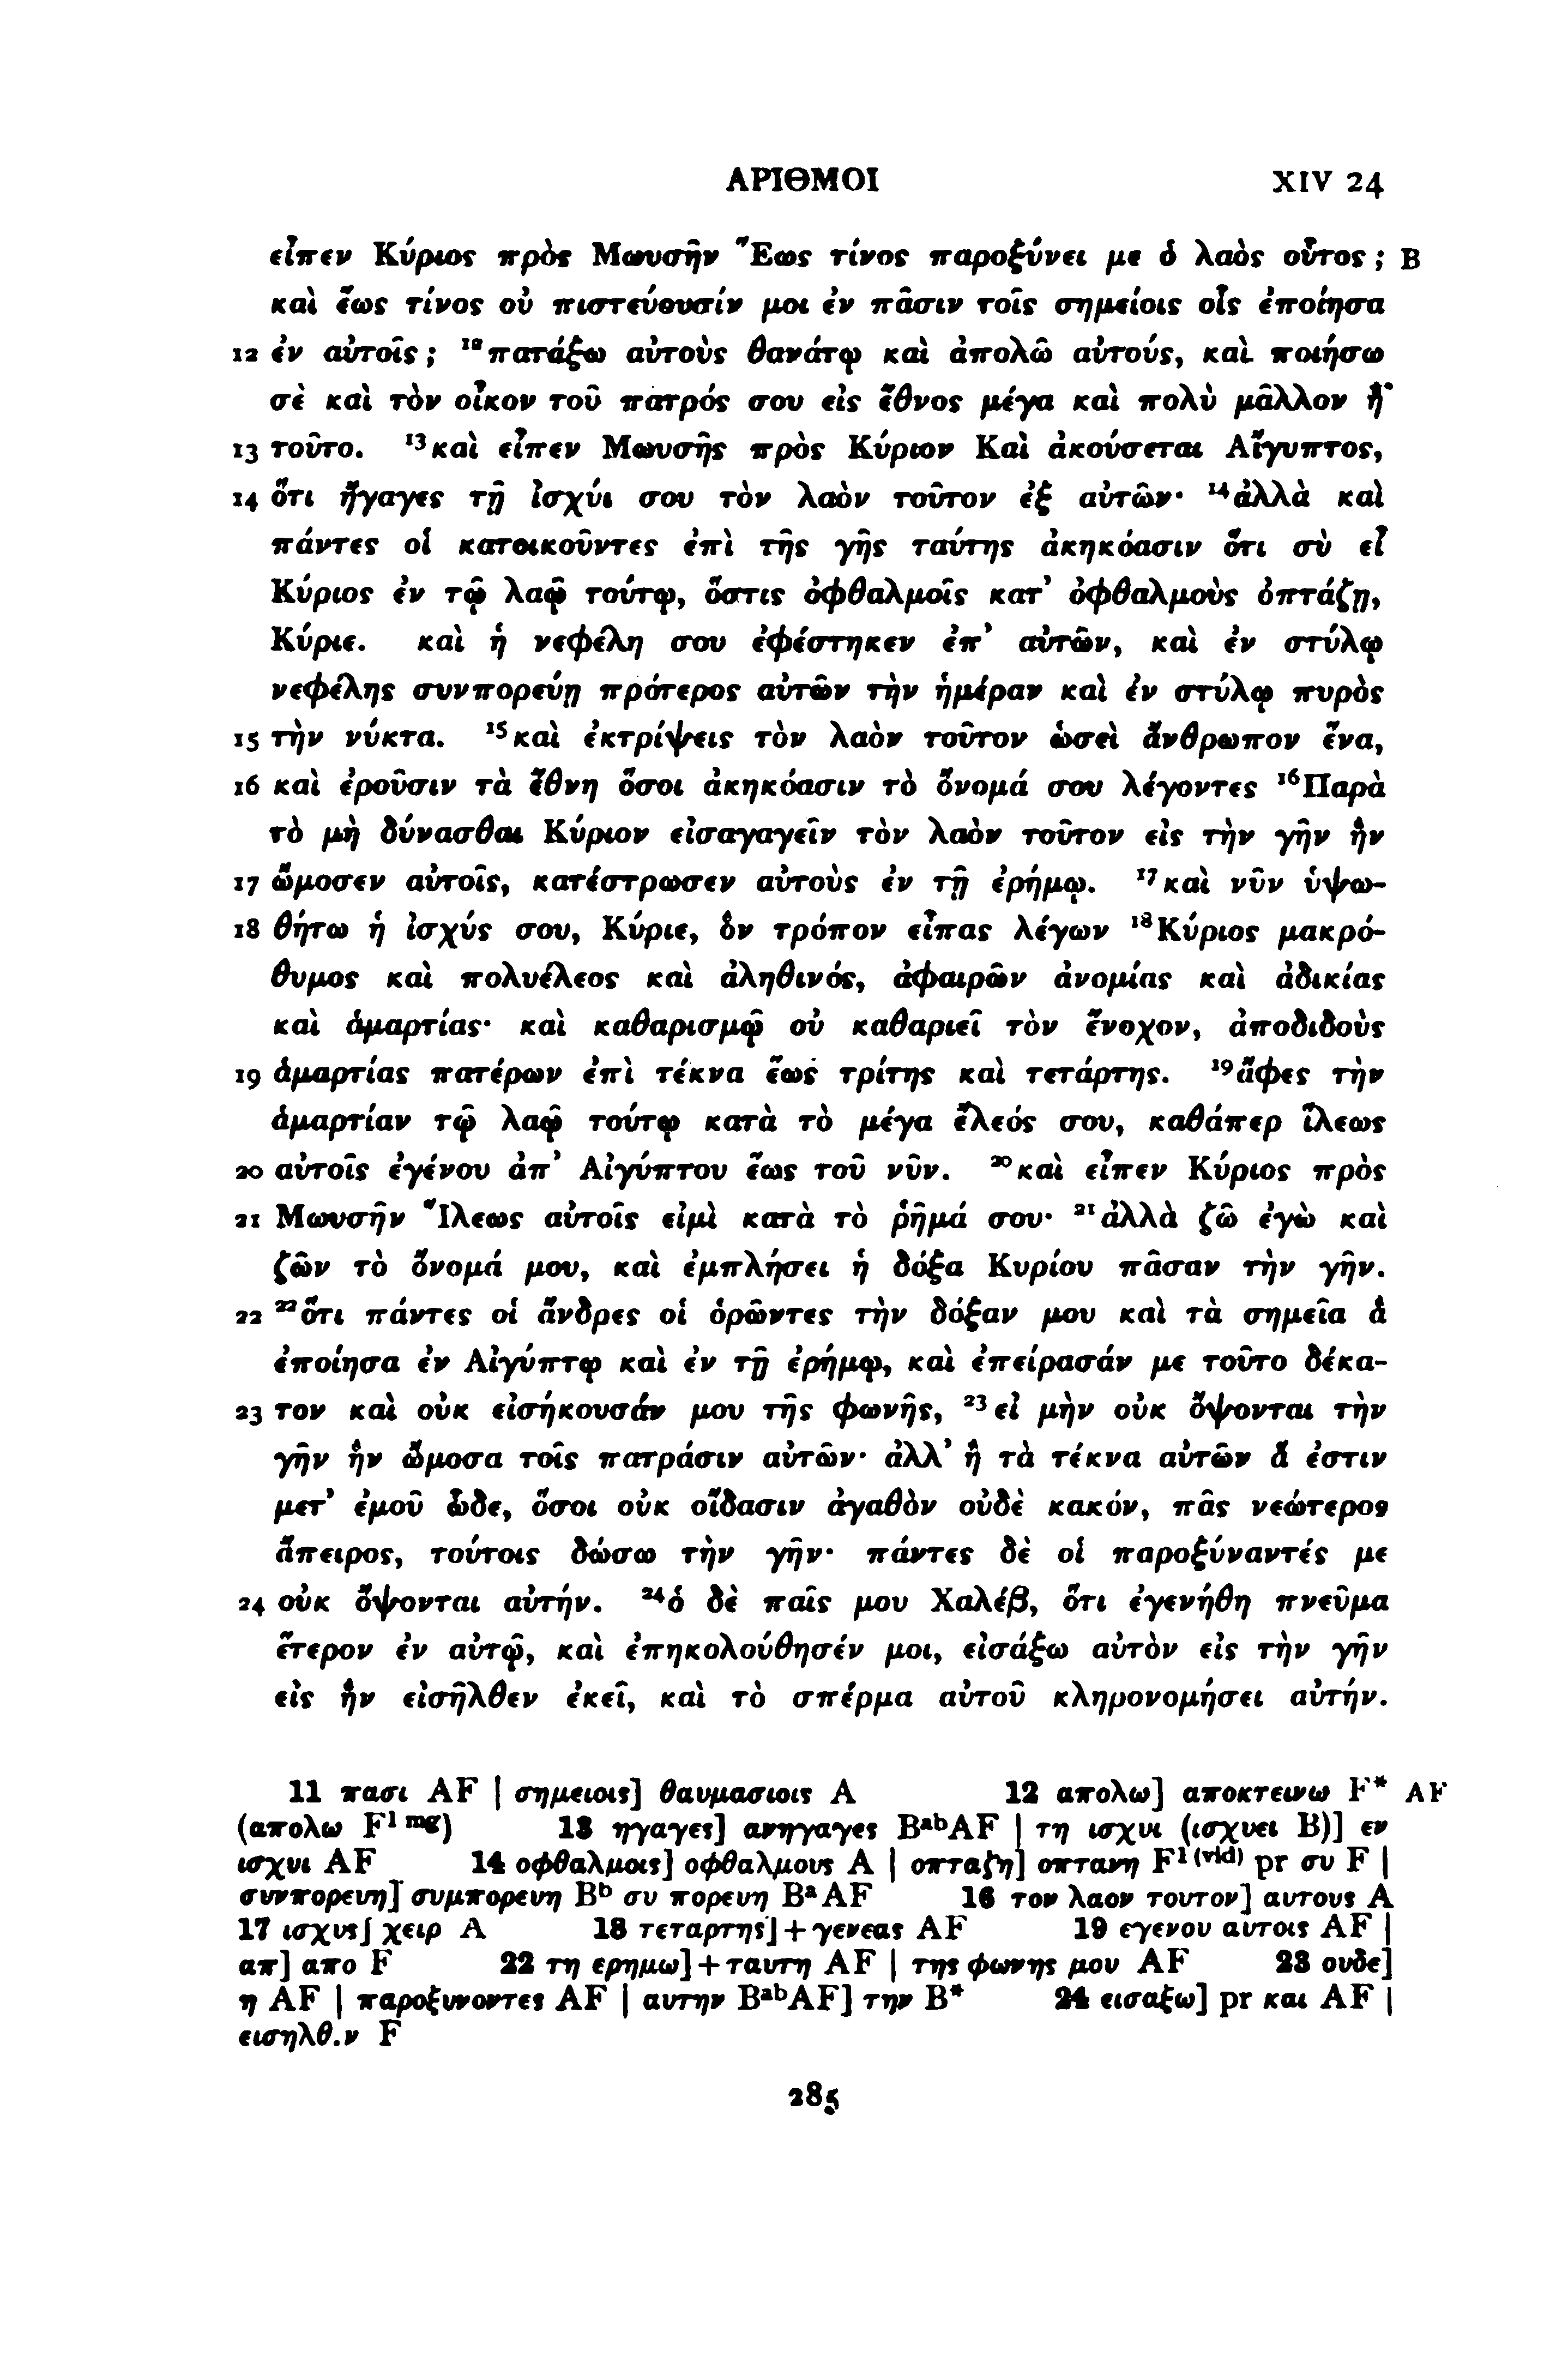 ΑΡΙΘΜΟΙ XIV 24
εἶπεν Κύριος πρὸς Μωυσῆν Ἕως τίνος παροξύνει με ὁ λαὸς οὗτος; B
καὶ ἕως τίνος οὐ πιστεύουσίν μοι ἐν πᾶσιν τοῖς σημείοις οἷς ἐποίησα
12 ἐν αὐτοῖς; ¹²πατάξω αὐτοὺς θανάτῳ καὶ ἀπολῶ αὐτούς, καὶ ποιήσω
σὲ καὶ τὸν οἶκον τοῦ πατρός σου εἰς ἔθνος μέγα καὶ πολὺ μᾶλλον ἢ
13 τοῦτο. ¹³καὶ εἶπεν Μωυσῆς πρὸς Κύριον Καὶ ἀκούσεται Αἴγυπτος,
14 ὅτι ἤγαγες τῇ ἰσχύι σου τὸν λαὸν τοῦτον ἐξ αὐτῶν· ¹⁴ἀλλὰ καὶ
πάντες οἱ κατοικοῦντες ἐπὶ τῆς γῆς ταύτης ἀκηκόασιν ὅτι σὺ εἶ
Κύριος ἐν τῷ λαῷ τούτῳ, ὅστις ὀφθαλμοῖς κατ’ ὀφθαλμοὺς ὀπτάζῃ,
Κύριε. καὶ ἡ νεφέλη σου ἐφέστηκεν ἐπ’ αὐτῶν, καὶ ἐν στύλῳ
νεφέλης συνπορεύῃ πρότερος αὐτῶν τὴν ἡμέραν καὶ ἐν στύλῳ πυρὸς
15 τὴν νύκτα. ¹⁵καὶ ἐκτρίψεις τὸν λαὸν τοῦτον ὡσεὶ ἄνθρωπον ἕνα,
16 καὶ ἐροῦσιν τὰ ἔθνη ὅσοι ἀκηκόασιν τὸ ὄνομά σου λέγοντες ¹⁶Παρὰ
τὸ μὴ δύνασθαι Κύριον εἰσαγαγεῖν τὸν λαὸν τοῦτον εἰς τὴν γῆν ἣν
17 ὤμοσεν αὐτοῖς, κατέστρωσεν αὐτοὺς ἐν τῇ ἐρήμῳ. ¹⁷καὶ νῦν ὑψω-
18 θήτω ἡ ἰσχύς σου, Κύριε, ὃν τρόπον εἶπας λέγων ¹⁸Κύριος μακρό-
θυμος καὶ πολυέλεος καὶ ἀληθινός, ἀφαιρῶν ἀνομίας καὶ ἀδικίας
καὶ ἁμαρτίας· καὶ καθαρισμῷ οὐ καθαριεῖ τὸν ἔνοχον, ἀποδιδοὺς
19 ἁμαρτίας πατέρων ἐπὶ τέκνα ἕως τρίτης καὶ τετάρτης. ¹⁹ἄφες τὴν
ἁμαρτίαν τῷ λαῷ τούτῳ κατὰ τὸ μέγα ἔλεός σου, καθάπερ ἵλεως
20 αὐτοῖς ἐγένου ἀπ’ Αἰγύπτου ἕως τοῦ νῦν. ²⁰καὶ εἶπεν Κύριος πρὸς
21 Μωυσῆν Ἵλεως αὐτοῖς εἰμὶ κατὰ τὸ ῥῆμά σου· ²¹ἀλλὰ ζῶ ἐγὼ καὶ
ζῶν τὸ ὄνομά μου, καὶ ἐμπλήσει ἡ δόξα Κυρίου πᾶσαν τὴν γῆν.
22 ²²ὅτι πάντες οἱ ἄνδρες οἱ ὁρῶντες τὴν δόξαν μου καὶ τὰ σημεῖα ἃ
ἐποίησα ἐν Αἰγύπτῳ καὶ ἐν τῇ ἐρήμῳ, καὶ ἐπείρασάν με τοῦτο δέκα-
23 τον καὶ οὐκ εἰσήκουσάν μου τῆς φωνῆς, ²³εἰ μὴν οὐκ ὄψονται τὴν
γῆν ἣν ὤμοσα τοῖς πατράσιν αὐτῶν· ἀλλ’ ἢ τὰ τέκνα αὐτῶν ἅ ἐστιν
μετ’ ἐμοῦ ὧδε, ὅσοι οὐκ οἴδασιν ἀγαθὸν οὐδὲ κακόν, πᾶς νεώτερος
ἄπειρος, τούτοις δώσω τὴν γῆν· πάντες δὲ οἱ παροξύναντές με
24 οὐκ ὄψονται αὐτήν. ²⁴ὁ δὲ παῖς μου Χαλέβ, ὅτι ἐγενήθη πνεῦμα
ἕτερον ἐν αὐτῷ, καὶ ἐπηκολούθησέν μοι, εἰσάξω αὐτὸν εἰς τὴν γῆν
εἰς ἣν εἰσῆλθεν ἐκεῖ, καὶ τὸ σπέρμα αὐτοῦ κληρονομήσει αὐτήν.
11 πασι AF | σημειοις] θαυμασιοις A 12 απολω] αποκτεινω F* AF
(απολω F¹ ᵐᵍ) 13 ηγαγες] ανηγαγες BᵃᵇAF | τη ισχυι (ισχυει B)] εν
ισχυι AF 14 οφθαλμοις] οφθαλμους A | οπταζη] οπτανη F¹⁽ᵛⁱᵈ⁾ pr συ F |
συνπορευη] συμπορευη Bᵇ συ πορευη BᵃAF 16 τον λαον τουτον] αυτους A
17 ισχυς] χειρ A 18 τεταρτης]+γενεας AF 19 εγενου αυτοις AF |
απ] απο F 22 τη ερημω]+ταυτη AF | της φωνης μου AF 23 ουδε]
η AF | παροξυνοντες AF | αυτην BᵃᵇAF] την B* 24 εισαξω] pr και AF |
εισηλθ.ν F
285